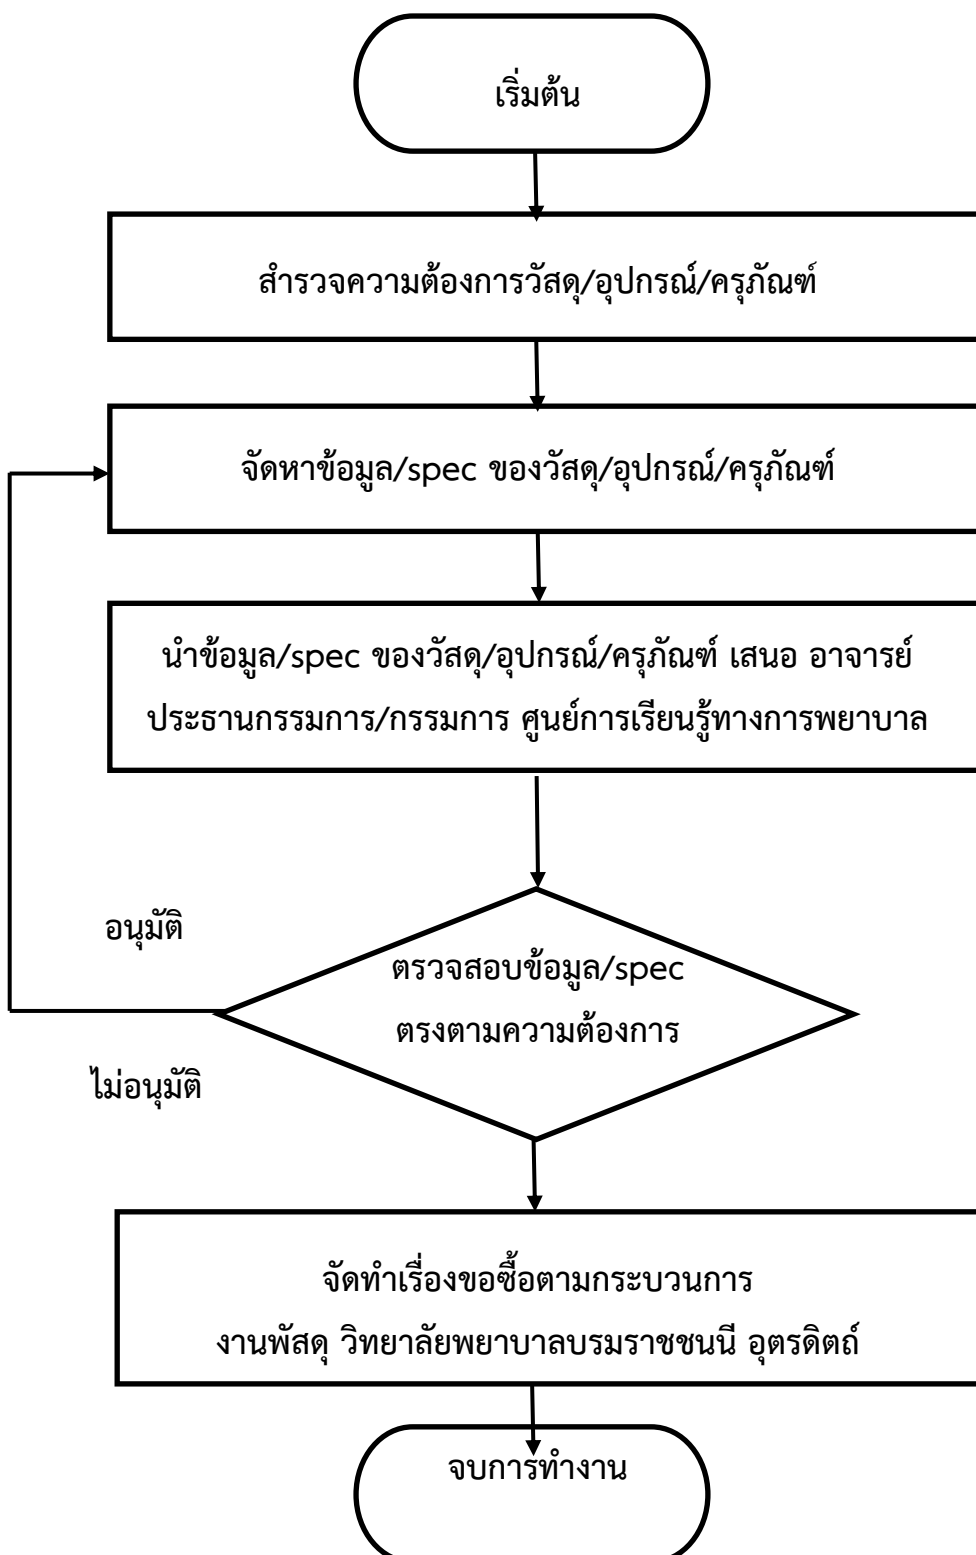 เริ่มต้น
สำรวจความต้องการวัสดุ/อุปกรณ์/ครุภัณฑ์
จัดหาข้อมูล/spec ของวัสดุ/อุปกรณ์/ครุภัณฑ์
นำข้อมูล/spec ของวัสดุ/อุปกรณ์/ครุภัณฑ์ เสนอ อาจารย์
ประธานกรรมการ/กรรมการ ศูนย์การเรียนรู้ทางการพยาบาล
อนุมัติ
ตรวจสอบข้อมูล/spec
ตรงตามความต้องการ
ไม่อนุมัติ
จัดทำเรื่องขอซื้อตามกระบวนการ
งานพัสดุ วิทยาลัยพยาบาลบรมราชชนนี อุตรดิตถ์
จบการทำงาน